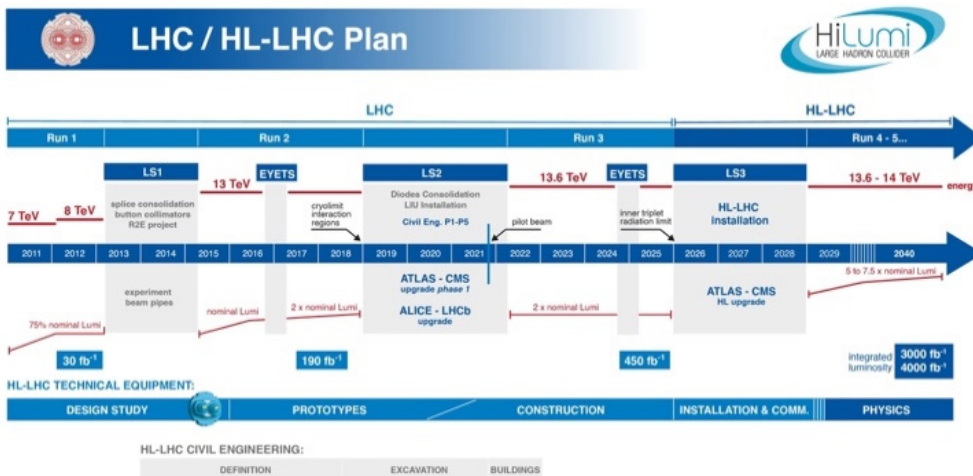 LHC / HL-LHC Plan
HiLumi
LARGE HADRON COLLIDER
LHC
HL-LHC
Run 1
Run 2
Run 3
Run 4 - 5...
LS1
EYETS
LS2
EYETS
LS3
7 TeV
8 TeV
13 TeV
13.6 TeV
13.6 - 14 TeV
energy
splice consolidation
button collimators
R2E project
cryolimit
interaction
regions
Diodes Consolidation
LIU Installation
Civil Eng. P1-P5
pilot beam
inner triplet
radiation limit
HL-LHC
installation
2011 2012 2013 2014 2015 2016 2017 2018 2019 2020 2021 2022 2023 2024 2025 2026 2027 2028 2029 2040
experiment
beam pipes
ATLAS - CMS
upgrade phase 1
ALICE - LHCb
upgrade
ATLAS - CMS
HL upgrade
75% nominal Lumi
nominal Lumi
2 x nominal Lumi
2 x nominal Lumi
5 to 7.5 x nominal Lumi
30 fb⁻¹
190 fb⁻¹
450 fb⁻¹
integrated
luminosity
3000 fb⁻¹
4000 fb⁻¹
HL-LHC TECHNICAL EQUIPMENT:
DESIGN STUDY
PROTOTYPES
CONSTRUCTION
INSTALLATION & COMM.
PHYSICS
HL-LHC CIVIL ENGINEERING:
DEFINITION
EXCAVATION
BUILDINGS